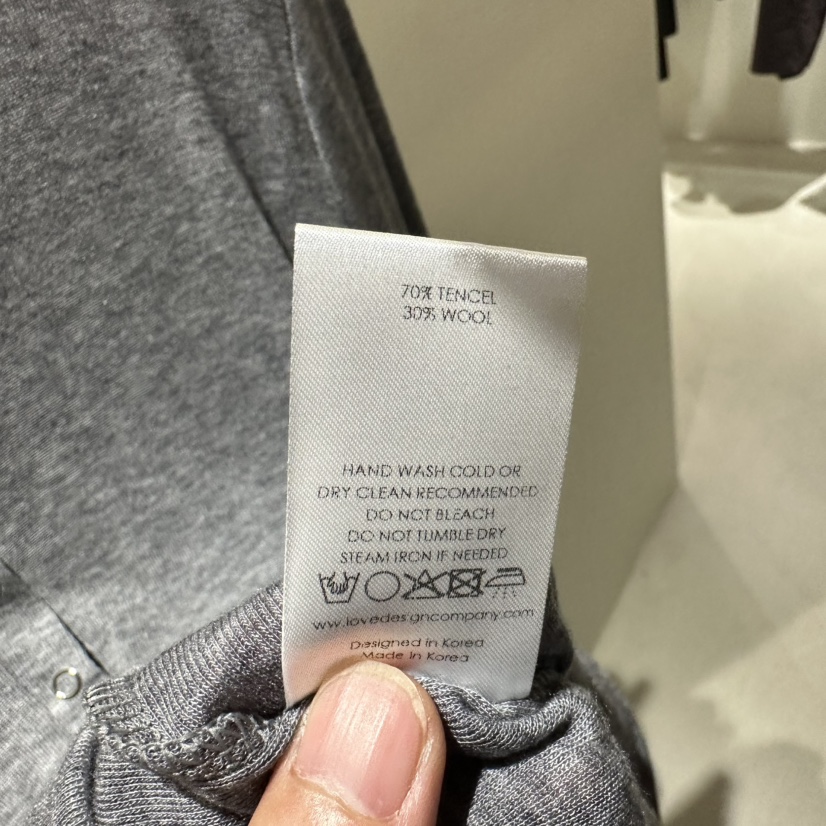 70% TENCEL
30% WOOL
HAND WASH COLD OR
DRY CLEAN RECOMMENDED
DO NOT BLEACH
DO NOT TUMBLE DRY
STEAM IRON IF NEEDED
www.lovedesigncompany.com
Designed in Korea
Made in Korea